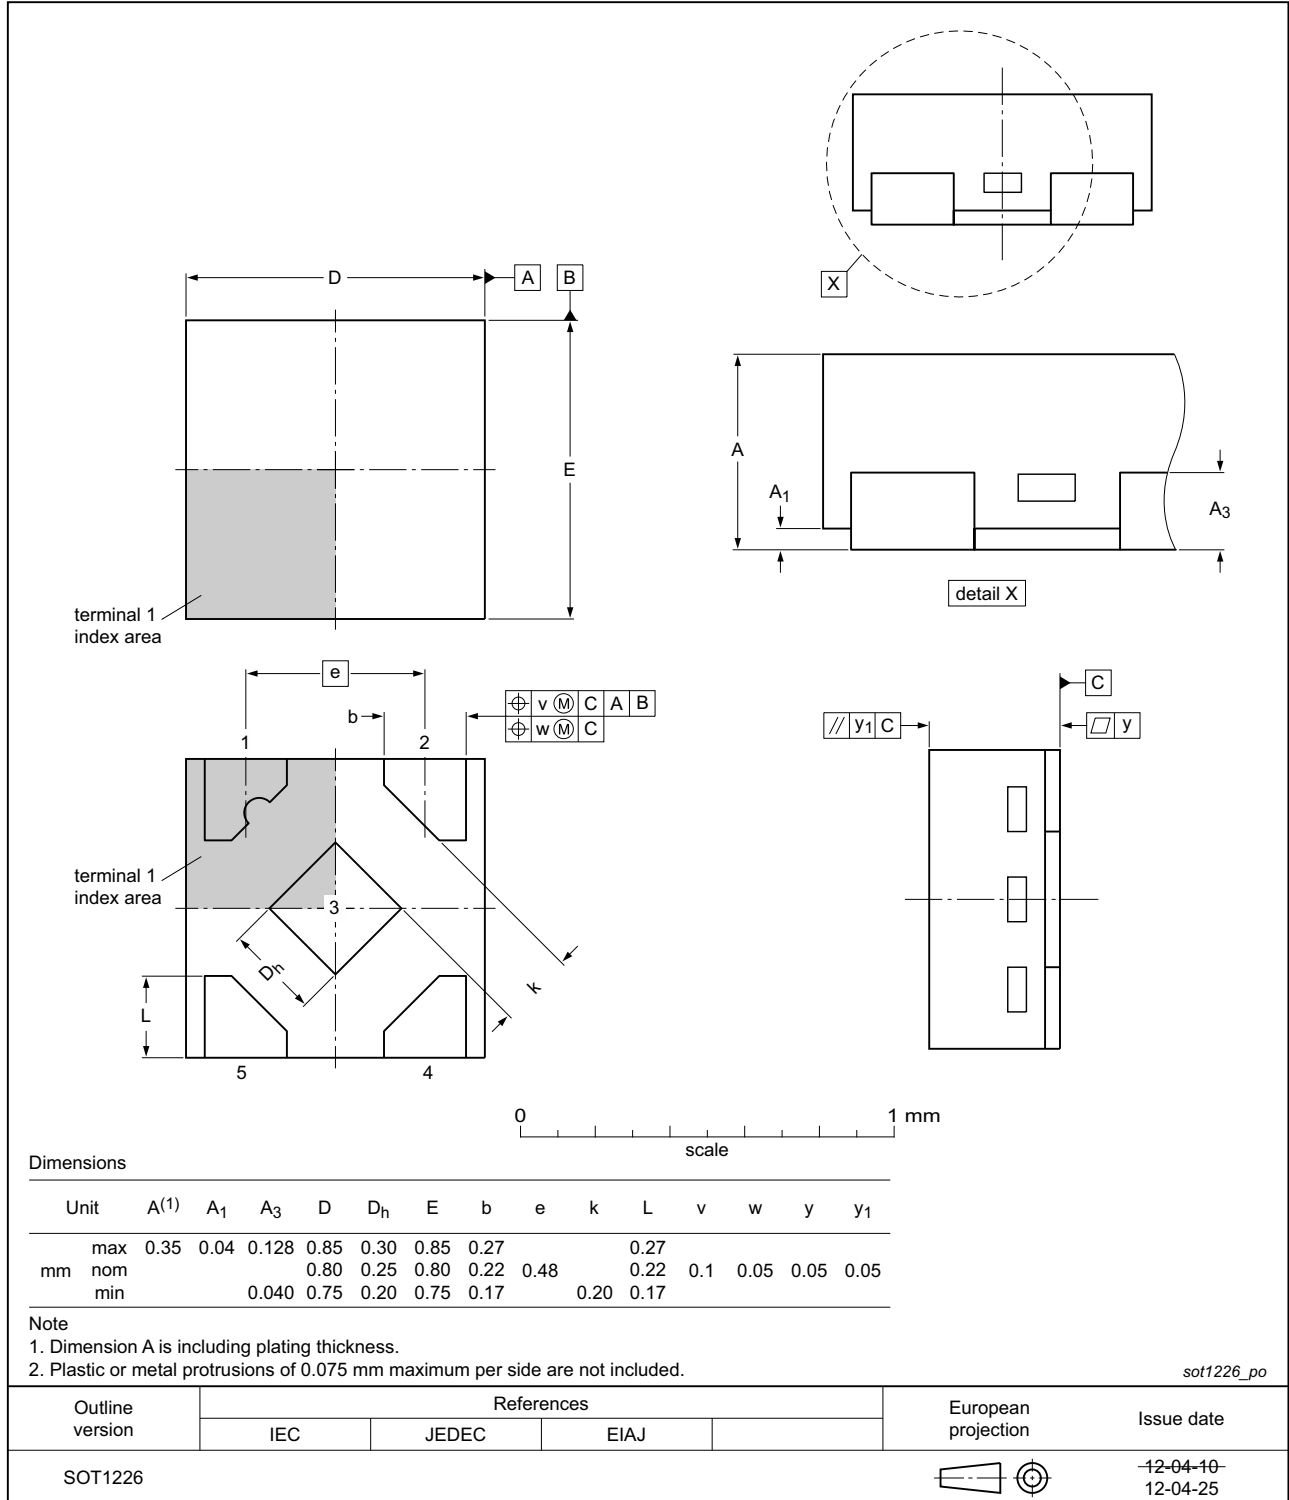 X
D
A
B
E
terminal 1
index area
A
A1
A3
detail X
e
b
v M C A B
w M C
1
2
terminal 1
index area
3
Dh
k
L
5
4
C
// y1 C
y
0
1 mm
scale
Dimensions
Unit A(1) A1 A3 D Dh E b e k L v w y y1
max 0.35 0.04 0.128 0.85 0.30 0.85 0.27 0.27
mm nom 0.80 0.25 0.80 0.22 0.48 0.22 0.1 0.05 0.05 0.05
min 0.040 0.75 0.20 0.75 0.17 0.20 0.17
Note
1. Dimension A is including plating thickness.
2. Plastic or metal protrusions of 0.075 mm maximum per side are not included.
sot1226_po
Outline
version
References
IEC JEDEC EIAJ
European
projection
Issue date
SOT1226
12-04-10
12-04-25